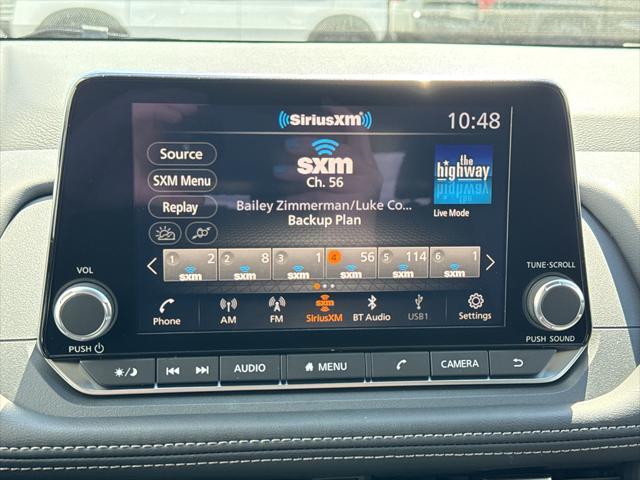 ((SiriusXM))
10:48
Source
SXM Menu
Replay
sxm
Ch. 56
Bailey Zimmerman/Luke Co...
Backup Plan
the
highway
Live Mode
1 2
sxm
2 8
sxm
3 1
sxm
4 56
sxm
5 114
sxm
6 1
sxm
Phone
AM
FM
SiriusXM
BT Audio
USB1
Settings
VOL
PUSH
TUNE·SCROLL
PUSH SOUND
AUDIO
MENU
CAMERA